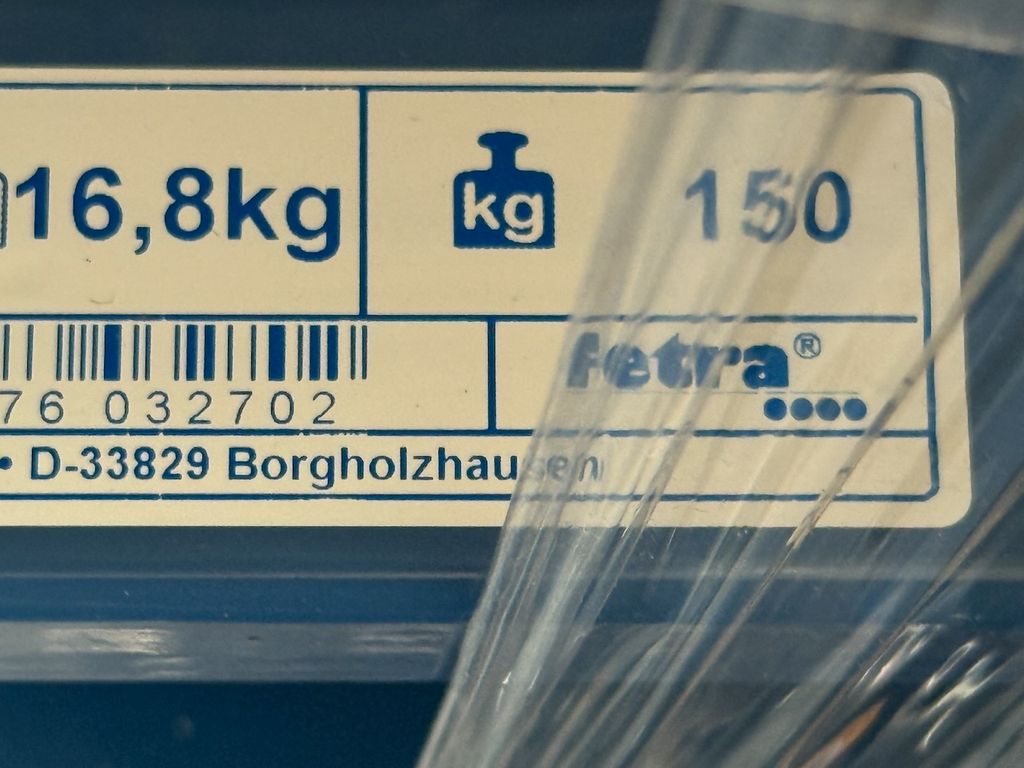 16,8kg
kg 150
76 032702
fetra®
• D-33829 Borgholzhausen